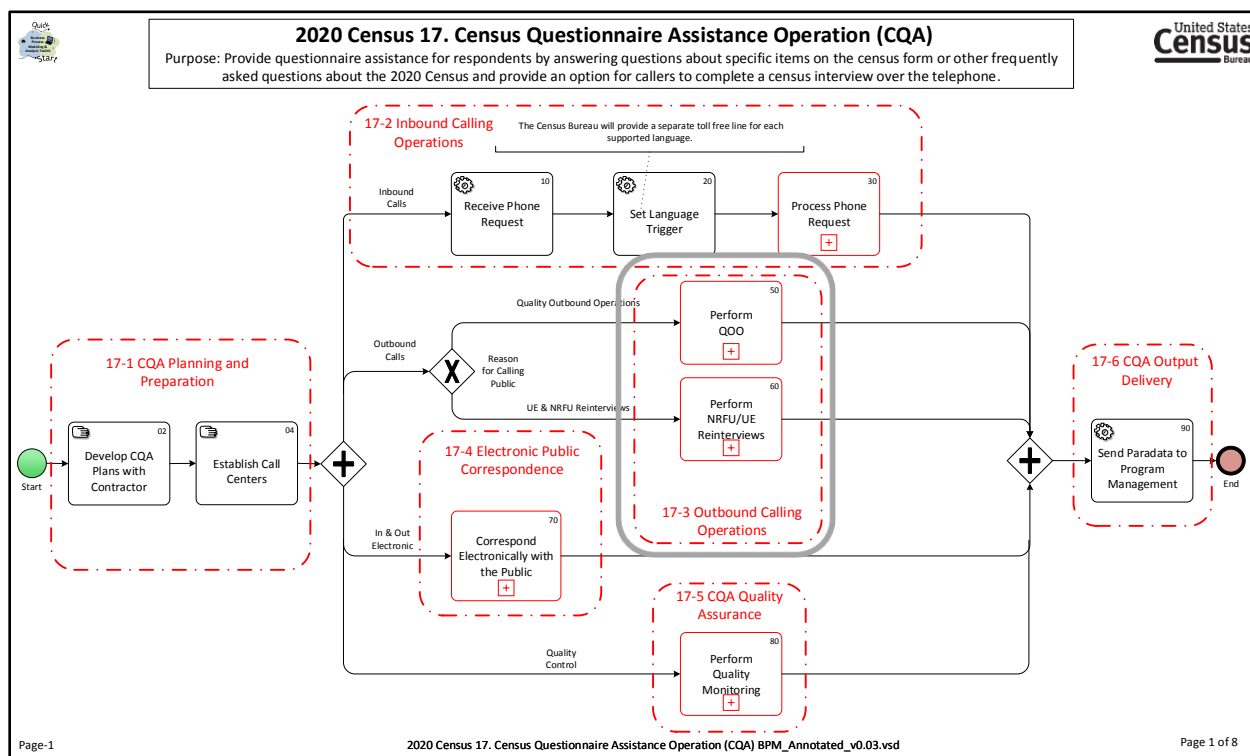 Quick
Business
Process
Modeling &
Analysis Toolkit
Start
2020 Census 17. Census Questionnaire Assistance Operation (CQA)
Purpose: Provide questionnaire assistance for respondents by answering questions about specific items on the census form or other frequently
asked questions about the 2020 Census and provide an option for callers to complete a census interview over the telephone.
United States
Census
Bureau
17-2 Inbound Calling
Operations
The Census Bureau will provide a separate toll free line for each
supported language.
Inbound
Calls
10
Receive Phone
Request
20
Set Language
Trigger
30
Process Phone
Request
Quality Outbound Operations
50
Perform
QOO
Outbound
Calls
X
Reason
for Calling
Public
UE & NRFU Reinterviews
60
Perform
NRFU/UE
Reinterviews
17-3 Outbound Calling
Operations
17-1 CQA Planning and
Preparation
Start
02
Develop CQA
Plans with
Contractor
04
Establish Call
Centers
17-4 Electronic Public
Correspondence
In & Out
Electronic
70
Correspond
Electronically with
the Public
17-5 CQA Quality
Assurance
Quality
Control
80
Perform
Quality
Monitoring
17-6 CQA Output
Delivery
90
Send Paradata to
Program
Management
End
Page-1
2020 Census 17. Census Questionnaire Assistance Operation (CQA) BPM_Annotated_v0.03.vsd
Page 1 of 8